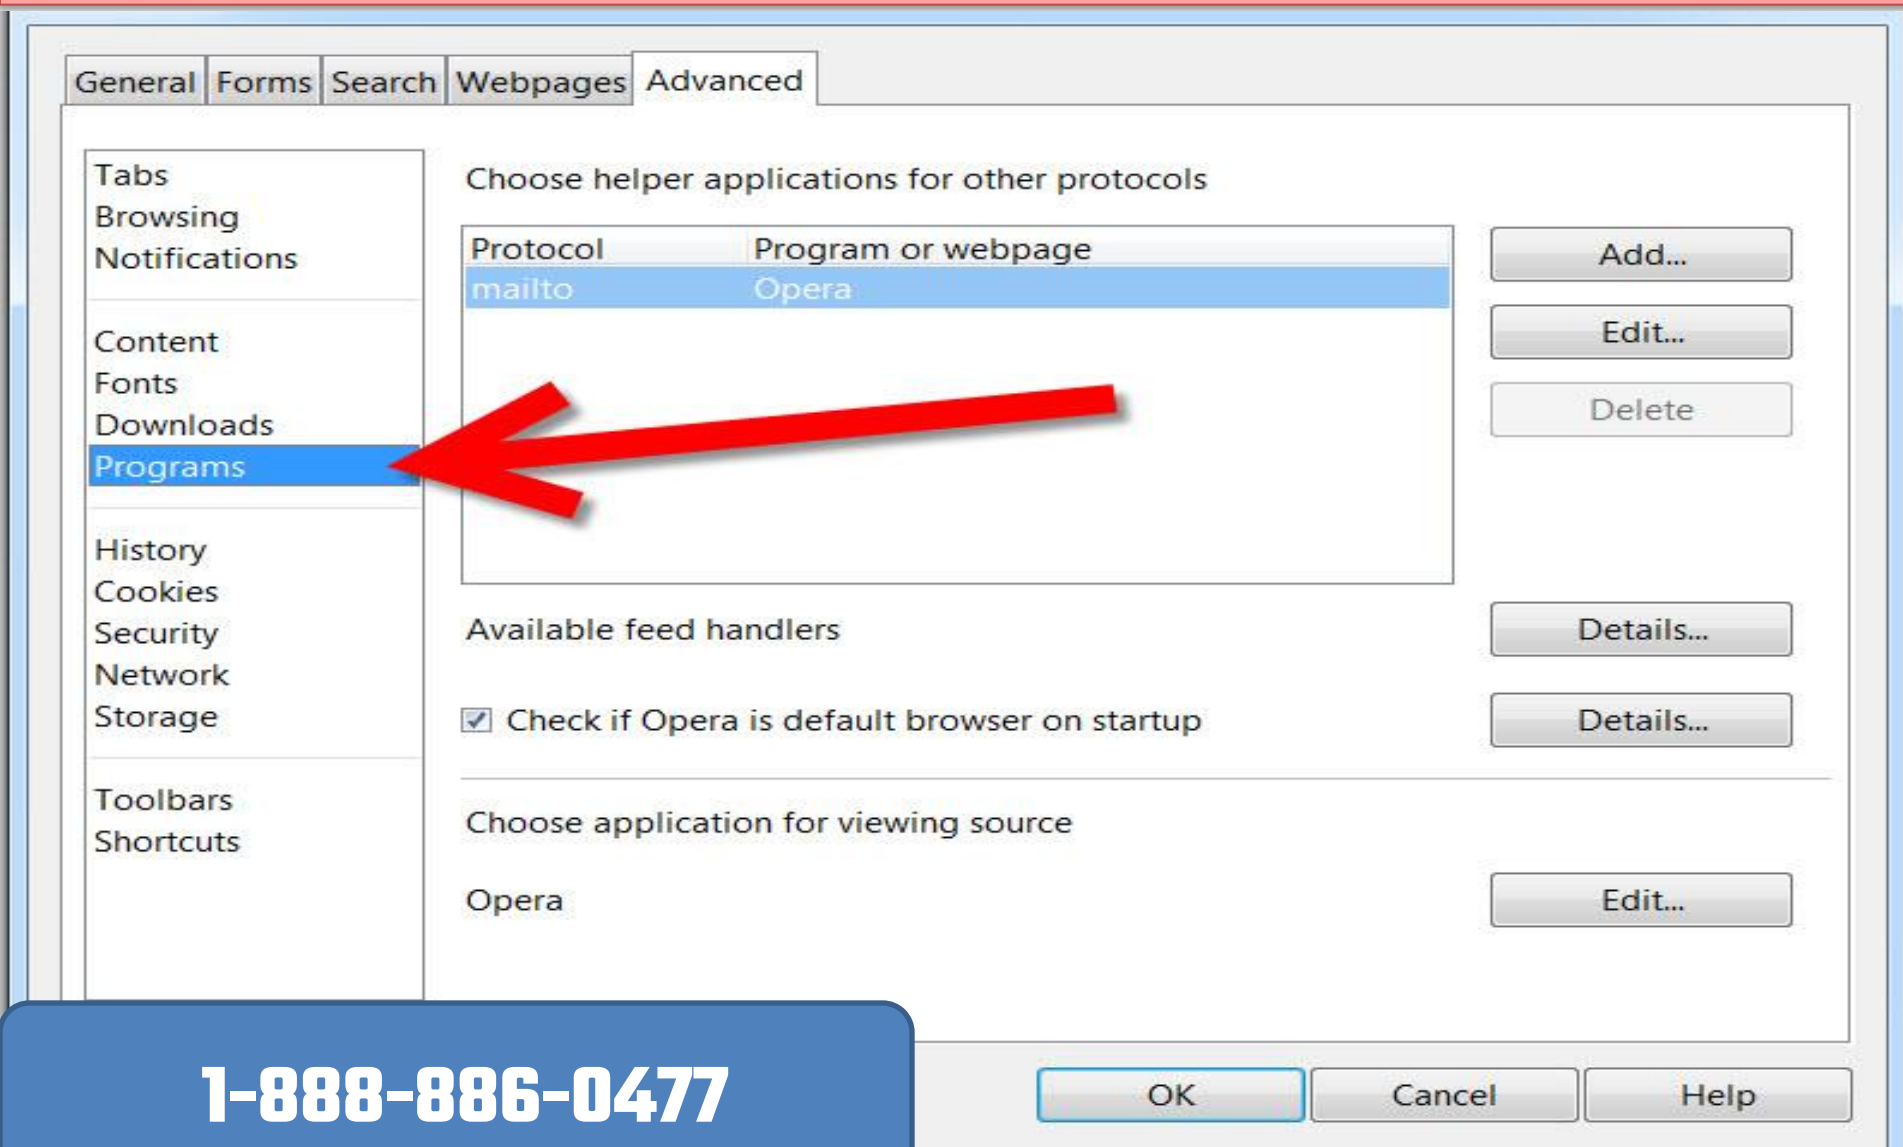 General Forms Search Webpages Advanced
Tabs
Browsing
Notifications
Content
Fonts
Downloads
Programs
History
Cookies
Security
Network
Storage
Toolbars
Shortcuts
Choose helper applications for other protocols
Protocol Program or webpage
mailto Opera
Add...
Edit...
Delete
Available feed handlers Details...
Check if Opera is default browser on startup Details...
Choose application for viewing source
Opera Edit...
1-888-886-0477
OK Cancel Help